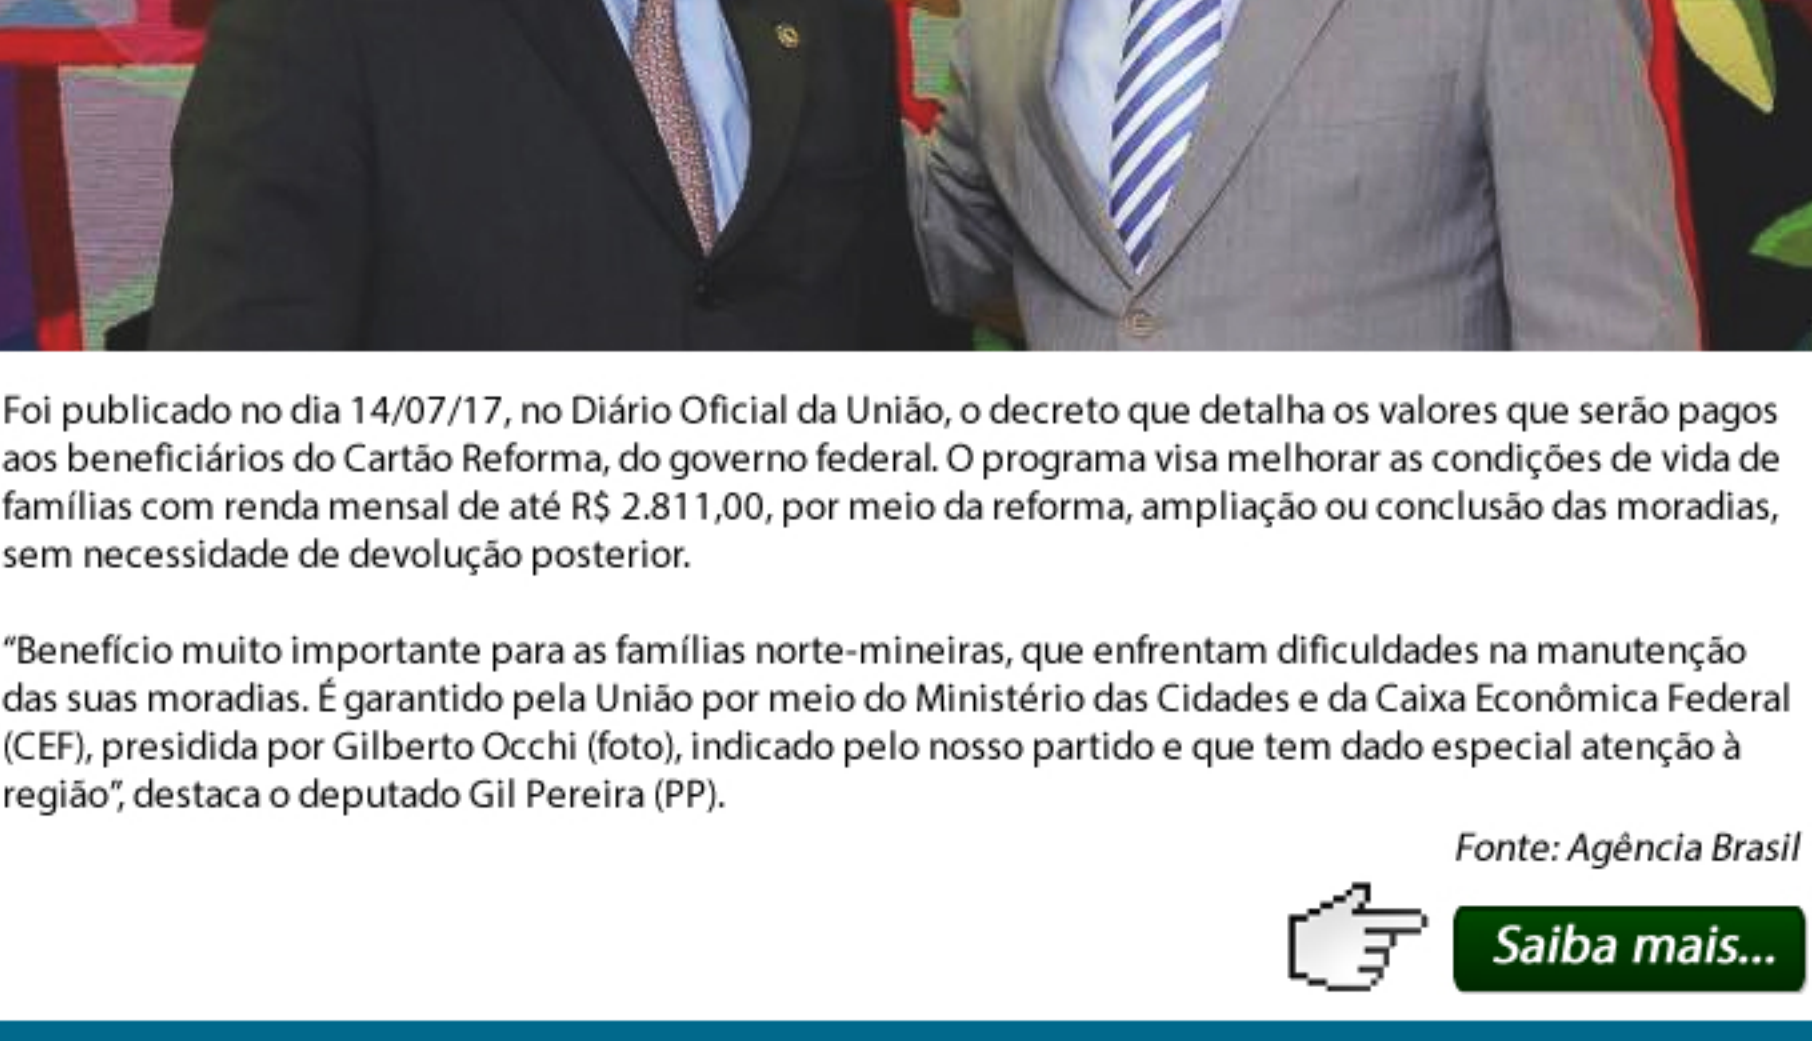 Foi publicado no dia 14/07/17, no Diário Oficial da União, o decreto que detalha os valores que serão pagos
aos beneficiários do Cartão Reforma, do governo federal. O programa visa melhorar as condições de vida de
famílias com renda mensal de até R$ 2.811,00, por meio da reforma, ampliação ou conclusão das moradias,
sem necessidade de devolução posterior.
“Benefício muito importante para as famílias norte-mineiras, que enfrentam dificuldades na manutenção
das suas moradias. É garantido pela União por meio do Ministério das Cidades e da Caixa Econômica Federal
(CEF), presidida por Gilberto Occhi (foto), indicado pelo nosso partido e que tem dado especial atenção à
região”, destaca o deputado Gil Pereira (PP).
Fonte: Agência Brasil
Saiba mais...